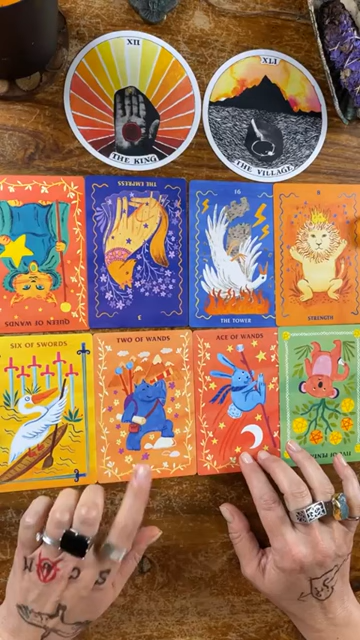 XII
THE KING
XLI
THE VILLAGE
QUEEN OF WANDS
THE EMPRESS
3
16
THE TOWER
8
STRENGTH
SIX OF SWORDS
TWO OF WANDS
ACE OF WANDS